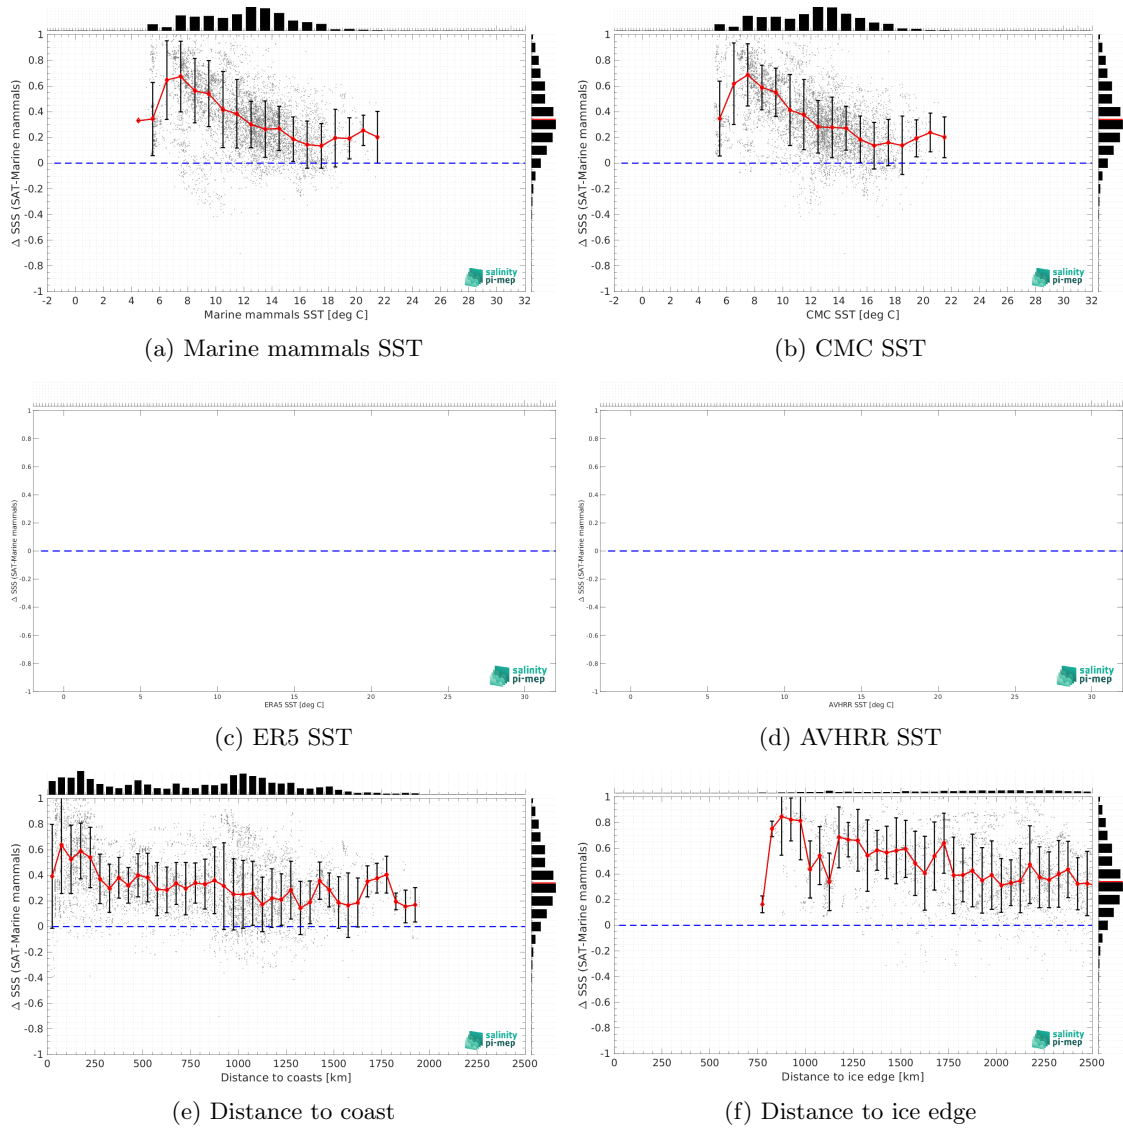 1
0.8
0.6
0.4
0.2
0
-0.2
-0.4
-0.6
-0.8
-1
Δ SSS (SAT-Marine mammals)
-2 0 2 4 6 8 10 12 14 16 18 20 22 24 26 28 30 32
Marine mammals SST [deg C]
salinity
pi-mep
(a) Marine mammals SST
1
0.8
0.6
0.4
0.2
0
-0.2
-0.4
-0.6
-0.8
-1
Δ SSS (SAT-Marine mammals)
-2 0 2 4 6 8 10 12 14 16 18 20 22 24 26 28 30 32
CMC SST [deg C]
salinity
pi-mep
(b) CMC SST
1
0.8
0.6
0.4
0.2
0
-0.2
-0.4
-0.6
-0.8
-1
Δ SSS (SAT-Marine mammals)
0 5 10 15 20 25 30
ERA5 SST [deg C]
salinity
pi-mep
(c) ER5 SST
1
0.8
0.6
0.4
0.2
0
-0.2
-0.4
-0.6
-0.8
-1
Δ SSS (SAT-Marine mammals)
0 5 10 15 20 25 30
AVHRR SST [deg C]
salinity
pi-mep
(d) AVHRR SST
1
0.8
0.6
0.4
0.2
0
-0.2
-0.4
-0.6
-0.8
-1
Δ SSS (SAT-Marine mammals)
0 250 500 750 1000 1250 1500 1750 2000 2250 2500
Distance to coasts [km]
salinity
pi-mep
(e) Distance to coast
1
0.8
0.6
0.4
0.2
0
-0.2
-0.4
-0.6
-0.8
-1
Δ SSS (SAT-Marine mammals)
0 250 500 750 1000 1250 1500 1750 2000 2250 2500
Distance to ice edge [km]
salinity
pi-mep
(f) Distance to ice edge